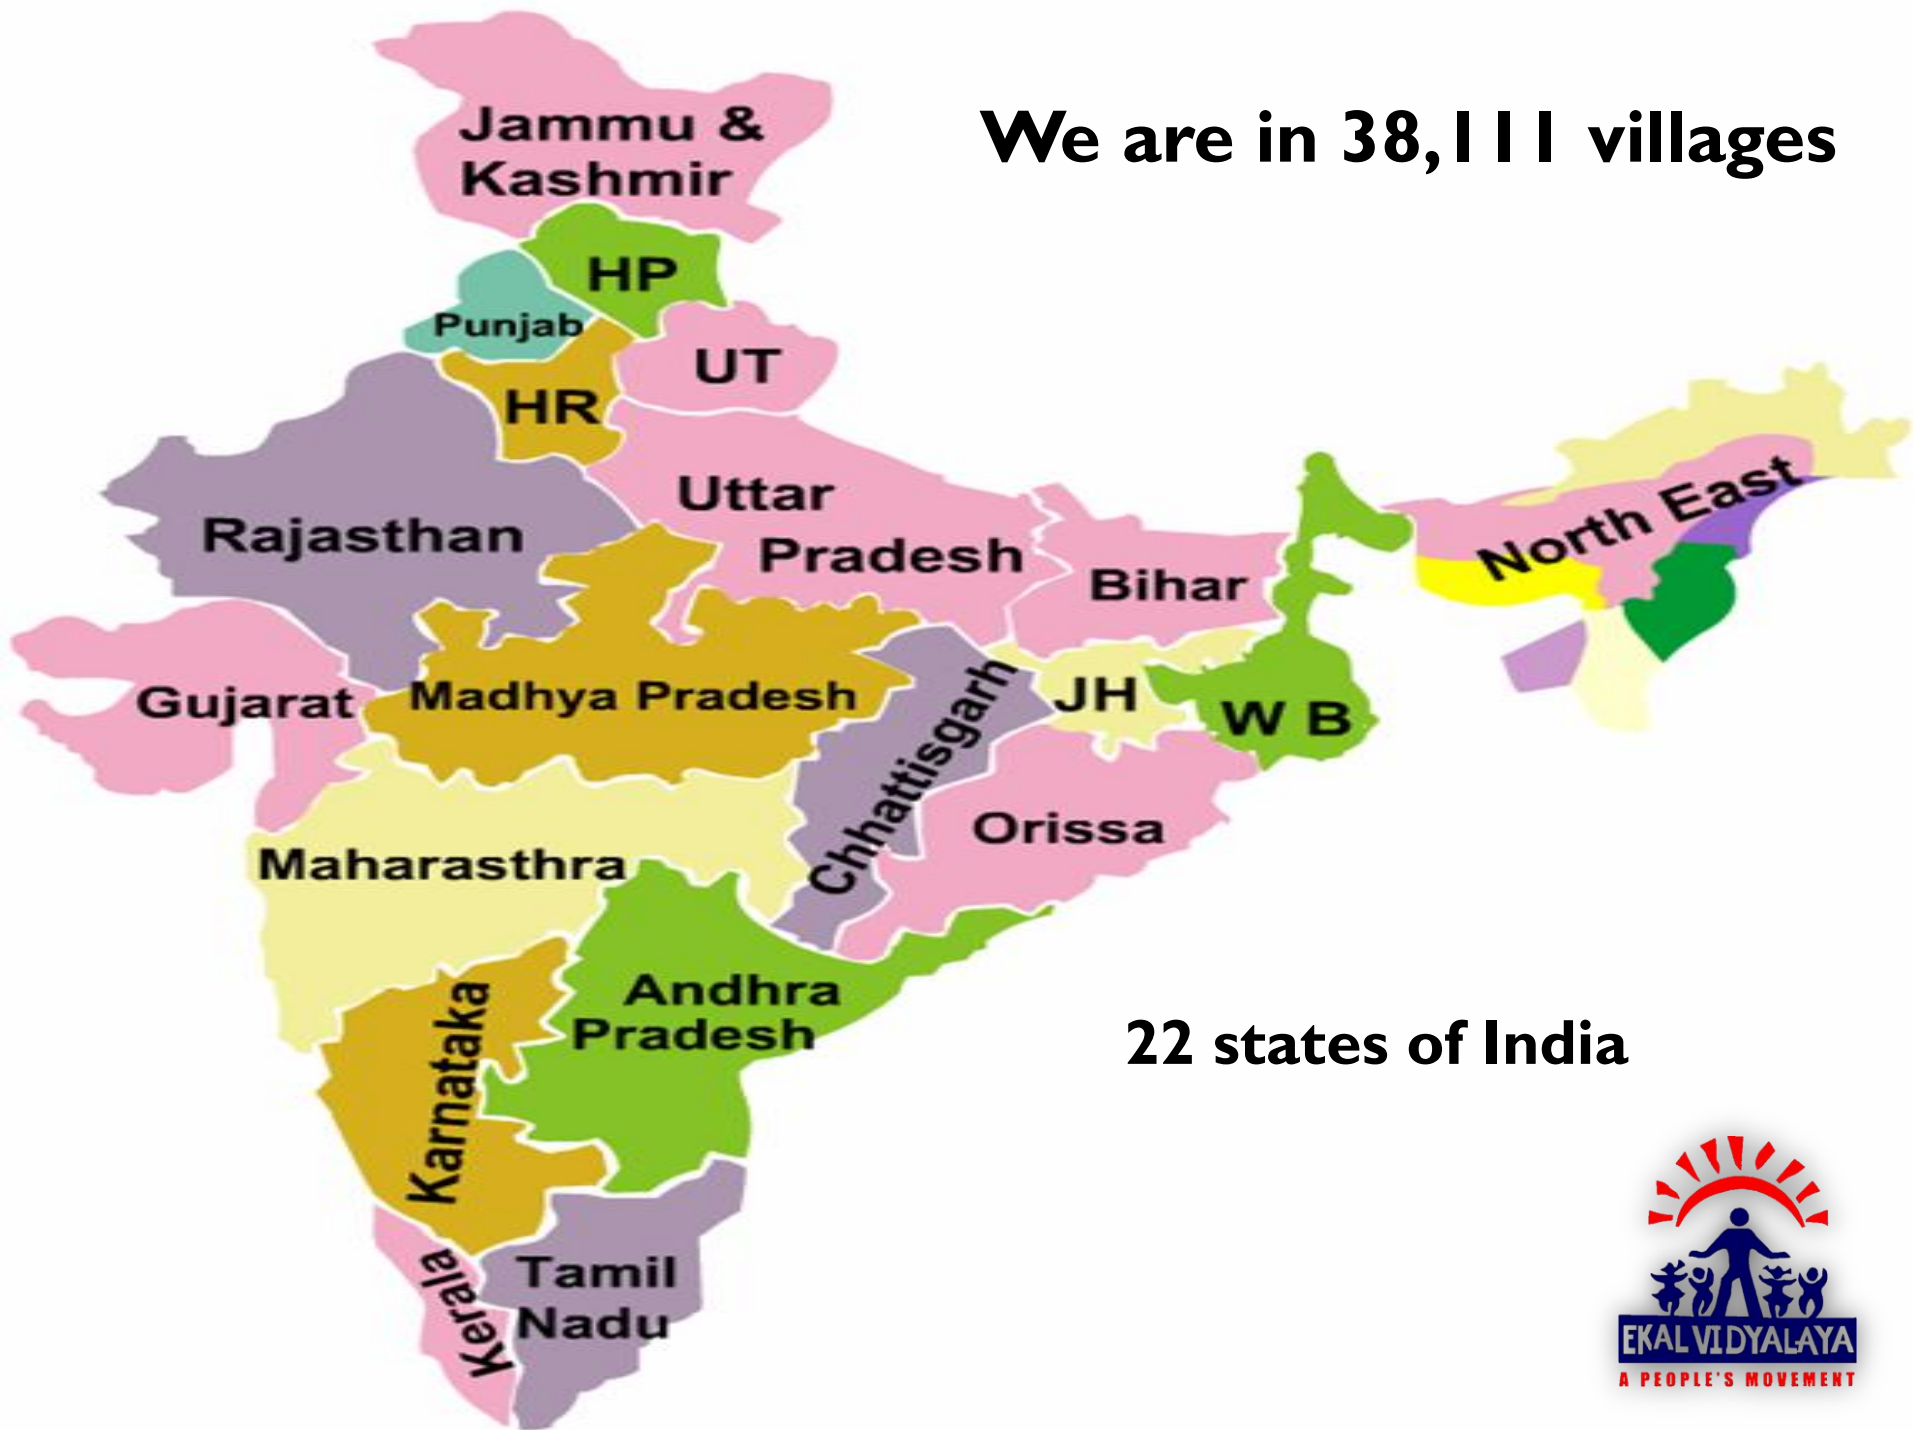 Jammu &
Kashmir
We are in 38,111 villages
HP
Punjab
UT
HR
Uttar
Pradesh
Rajasthan
North East
Bihar
Gujarat
Madhya Pradesh
Chhattisgarh
JH
W B
Orissa
Maharasthra
Andhra
Pradesh
Karnataka
22 states of India
Kerala
Tamil
Nadu
EKAL VIDYALAYA
A PEOPLE'S MOVEMENT